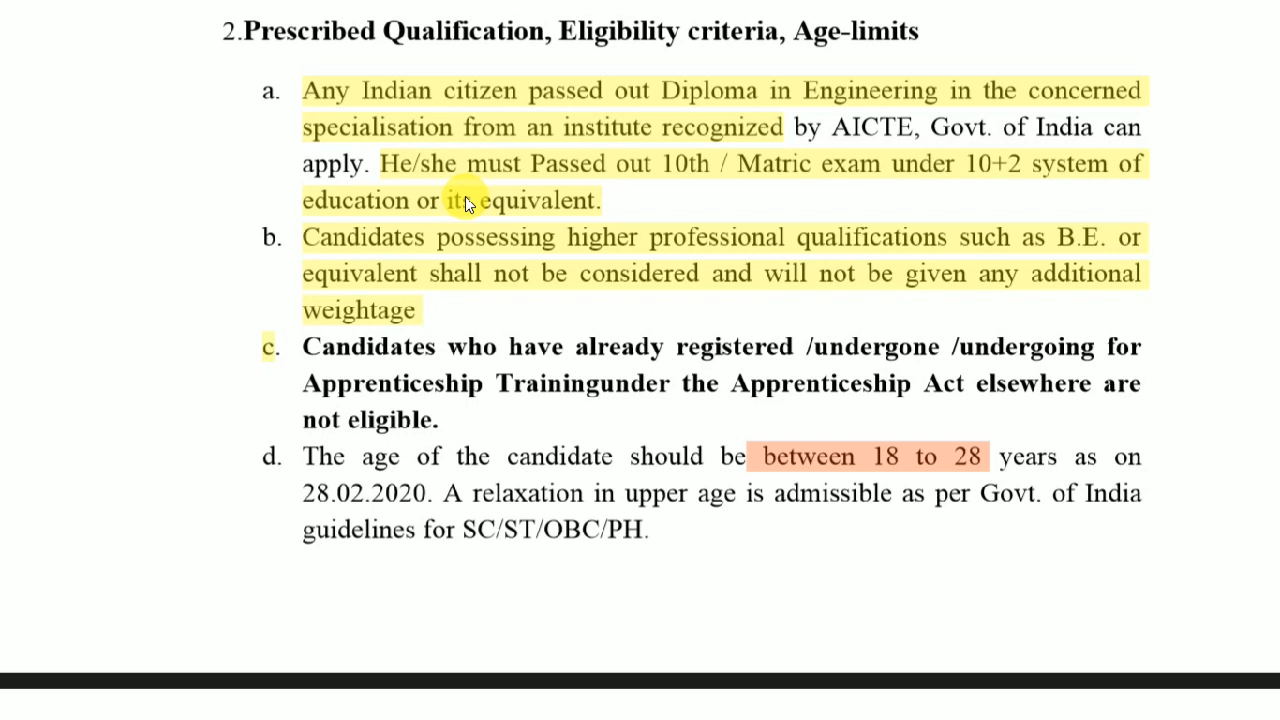 2.Prescribed Qualification, Eligibility criteria, Age-limits
a. Any Indian citizen passed out Diploma in Engineering in the concerned
specialisation from an institute recognized by AICTE, Govt. of India can
apply. He/she must Passed out 10th / Matric exam under 10+2 system of
education or its equivalent.
b. Candidates possessing higher professional qualifications such as B.E. or
equivalent shall not be considered and will not be given any additional
weightage
c. Candidates who have already registered /undergone /undergoing for
Apprenticeship Trainingunder the Apprenticeship Act elsewhere are
not eligible.
d. The age of the candidate should be between 18 to 28 years as on
28.02.2020. A relaxation in upper age is admissible as per Govt. of India
guidelines for SC/ST/OBC/PH.